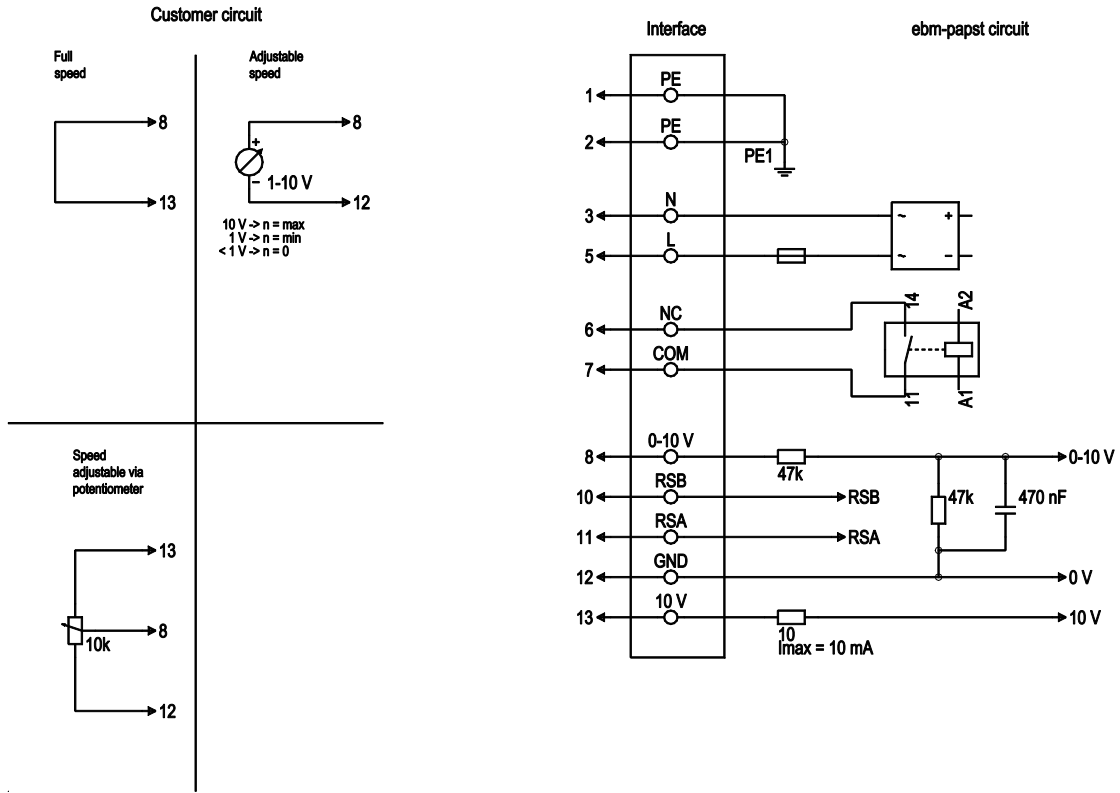 Customer circuit
Full
speed
8
13
Adjustable
speed
8
+
–
1-10 V
12
10 V -> n = max
1 V -> n = min
< 1 V -> n = 0
Speed
adjustable via
potentiometer
13
8
10k
12
Interface
ebm-papst circuit
1
PE
2
PE
PE1
3
N
~
+
5
L
~
–
6
NC
14
A2
7
COM
11
A1
8
0-10 V
47k
0-10 V
10
RSB
RSB
47k
470 nF
11
RSA
RSA
12
GND
0 V
13
10 V
10
Imax = 10 mA
10 V